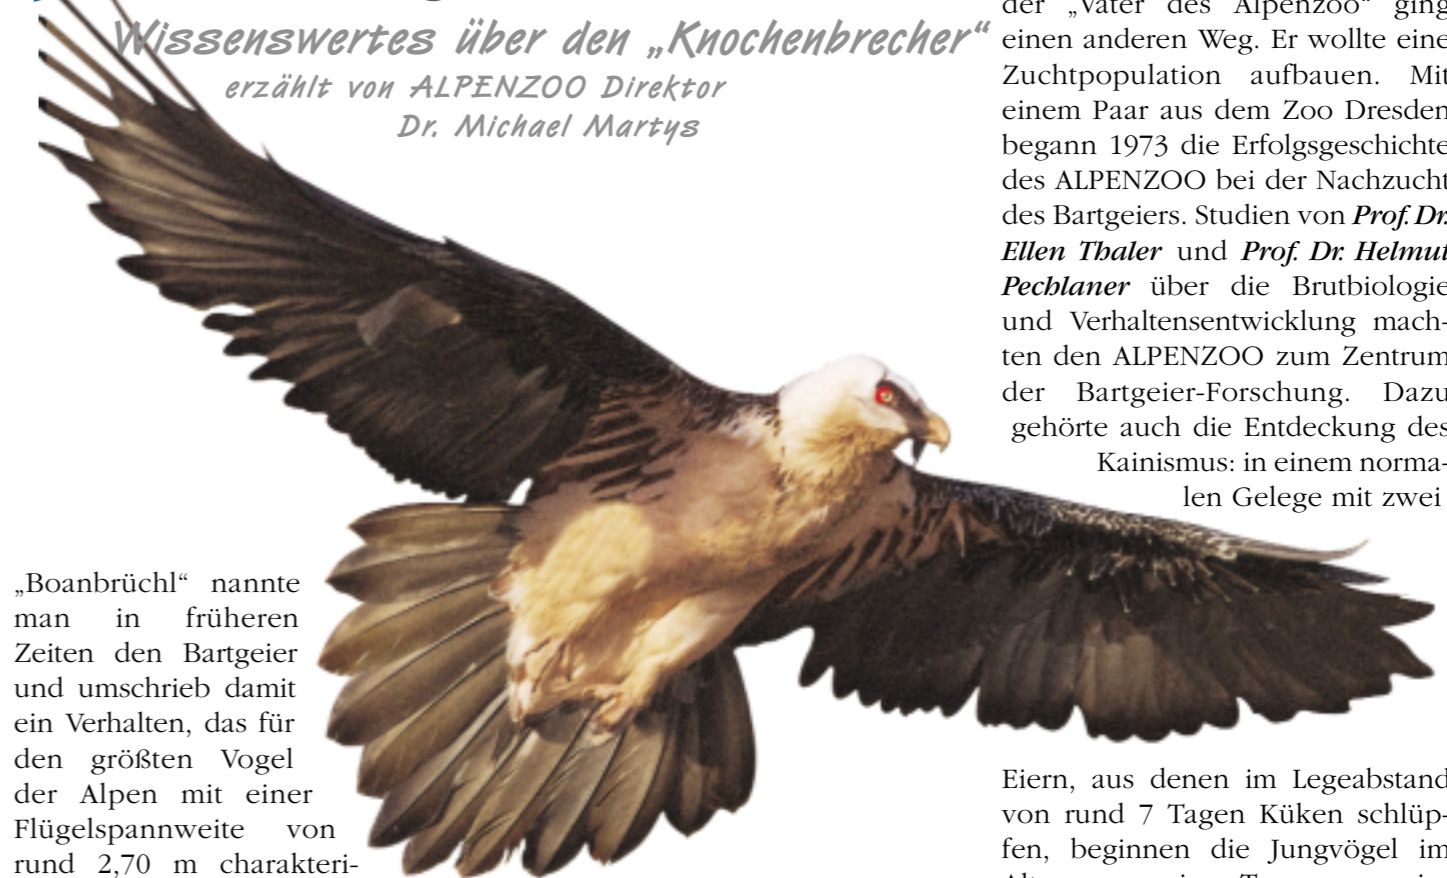 Wissenswertes über den „Knochenbrecher“
erzählt von ALPENZOO Direktor
Dr. Michael Martys
„Boanbrüchl“ nannte
man in früheren
Zeiten den Bartgeier
und umschrieb damit
ein Verhalten, das für
den größten Vogel
der Alpen mit einer
Flügelspannweite von
rund 2,70 m charakteri-
der „Vater des Alpenzoo“ ging
einen anderen Weg. Er wollte eine
Zuchtpopulation aufbauen. Mit
einem Paar aus dem Zoo Dresden
begann 1973 die Erfolgsgeschichte
des ALPENZOO bei der Nachzucht
des Bartgeiers. Studien von Prof. Dr.
Ellen Thaler und Prof. Dr. Helmut
Pechlaner über die Brutbiologie
und Verhaltensentwicklung mach-
ten den ALPENZOO zum Zentrum
der Bartgeier-Forschung. Dazu
gehörte auch die Entdeckung des
Kainismus: in einem norma-
len Gelege mit zwei
Eiern, aus denen im Legeabstand
von rund 7 Tagen Küken schlüp-
fen, beginnen die Jungvögel im